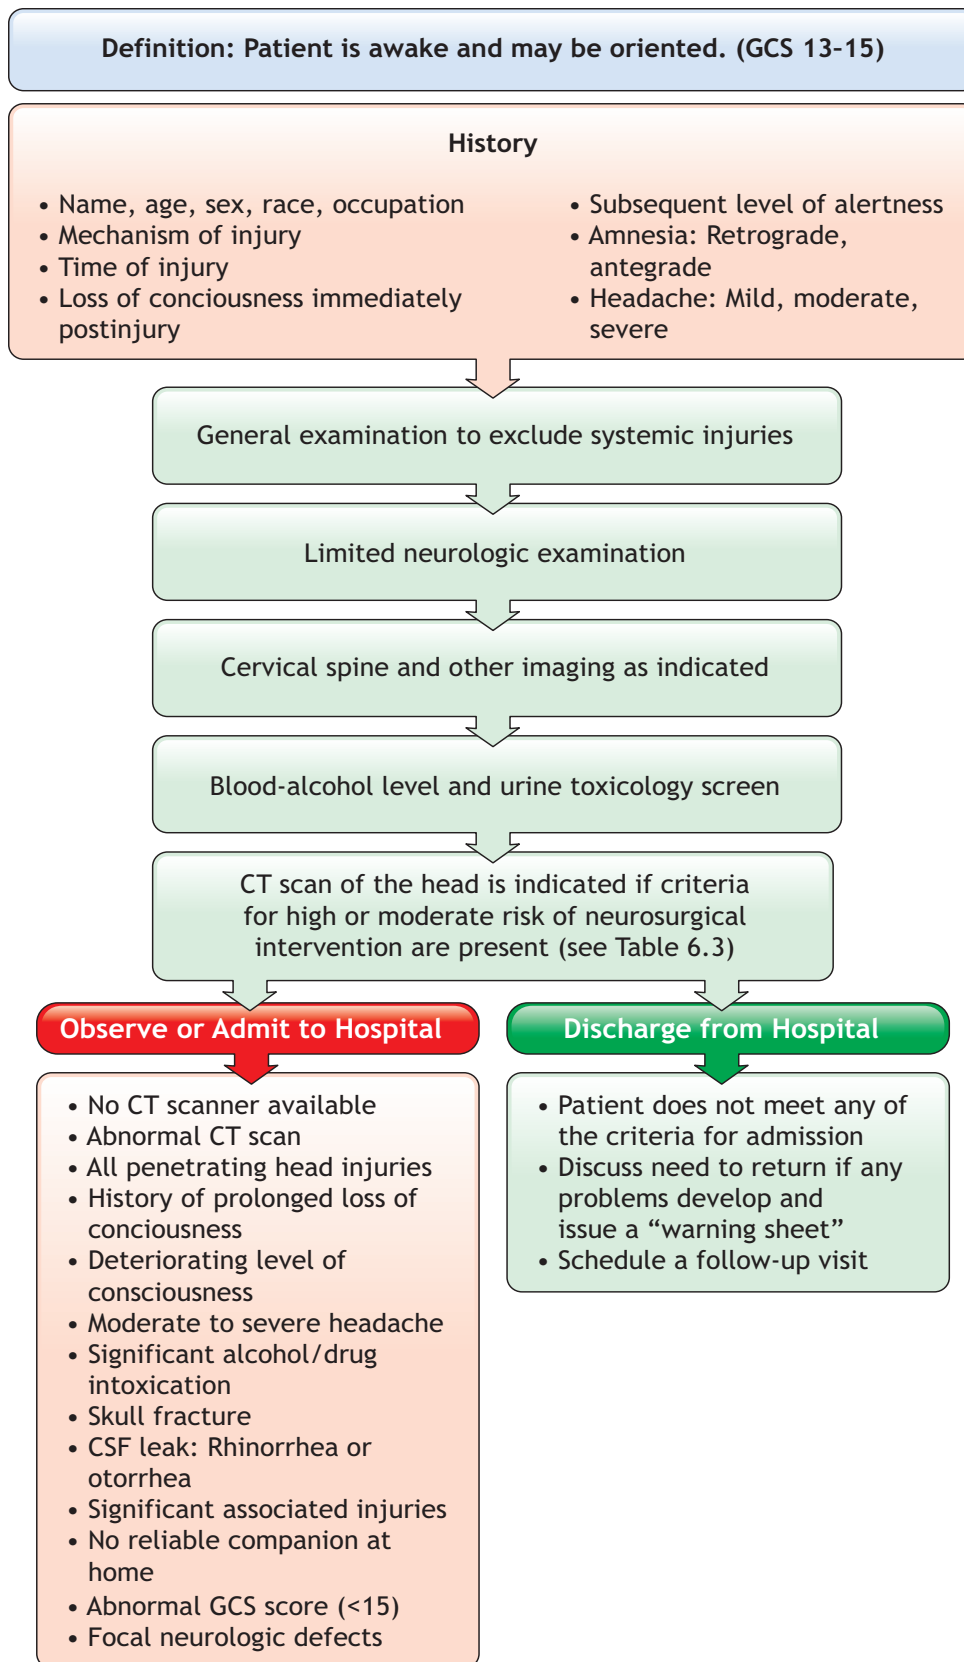 Definition: Patient is awake and may be oriented. (GCS 13–15)
History
• Name, age, sex, race, occupation
• Mechanism of injury
• Time of injury
• Loss of conciousness immediately
postinjury
• Subsequent level of alertness
• Amnesia: Retrograde,
antegrade
• Headache: Mild, moderate,
severe
General examination to exclude systemic injuries
Limited neurologic examination
Cervical spine and other imaging as indicated
Blood-alcohol level and urine toxicology screen
CT scan of the head is indicated if criteria
for high or moderate risk of neurosurgical
intervention are present (see Table 6.3)
Observe or Admit to Hospital
• No CT scanner available
• Abnormal CT scan
• All penetrating head injuries
• History of prolonged loss of
conciousness
• Deteriorating level of
consciousness
• Moderate to severe headache
• Significant alcohol/drug
intoxication
• Skull fracture
• CSF leak: Rhinorrhea or
otorrhea
• Significant associated injuries
• No reliable companion at
home
• Abnormal GCS score (<15)
• Focal neurologic defects
Discharge from Hospital
• Patient does not meet any of
the criteria for admission
• Discuss need to return if any
problems develop and
issue a “warning sheet”
• Schedule a follow-up visit